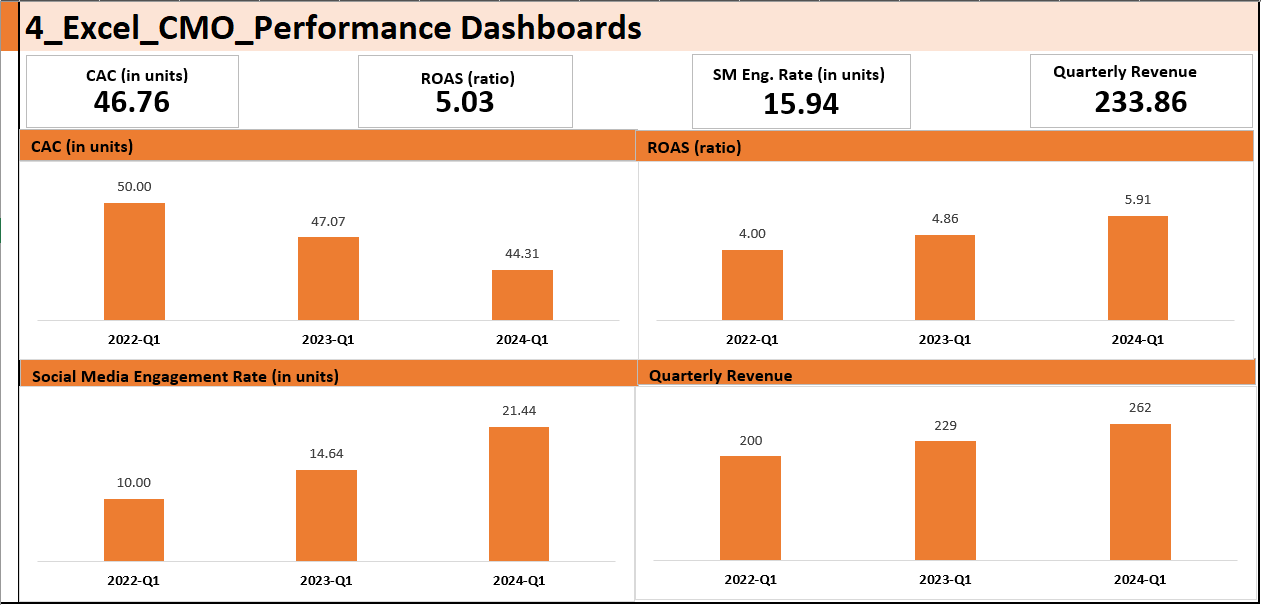 4_Excel_CMO_Performance Dashboards
CAC (in units)
46.76
ROAS (ratio)
5.03
SM Eng. Rate (in units)
15.94
Quarterly Revenue
233.86
CAC (in units)
50.00
47.07
44.31
2022-Q1 2023-Q1 2024-Q1
ROAS (ratio)
4.00
4.86
5.91
2022-Q1 2023-Q1 2024-Q1
Social Media Engagement Rate (in units)
10.00
14.64
21.44
2022-Q1 2023-Q1 2024-Q1
Quarterly Revenue
200
229
262
2022-Q1 2023-Q1 2024-Q1